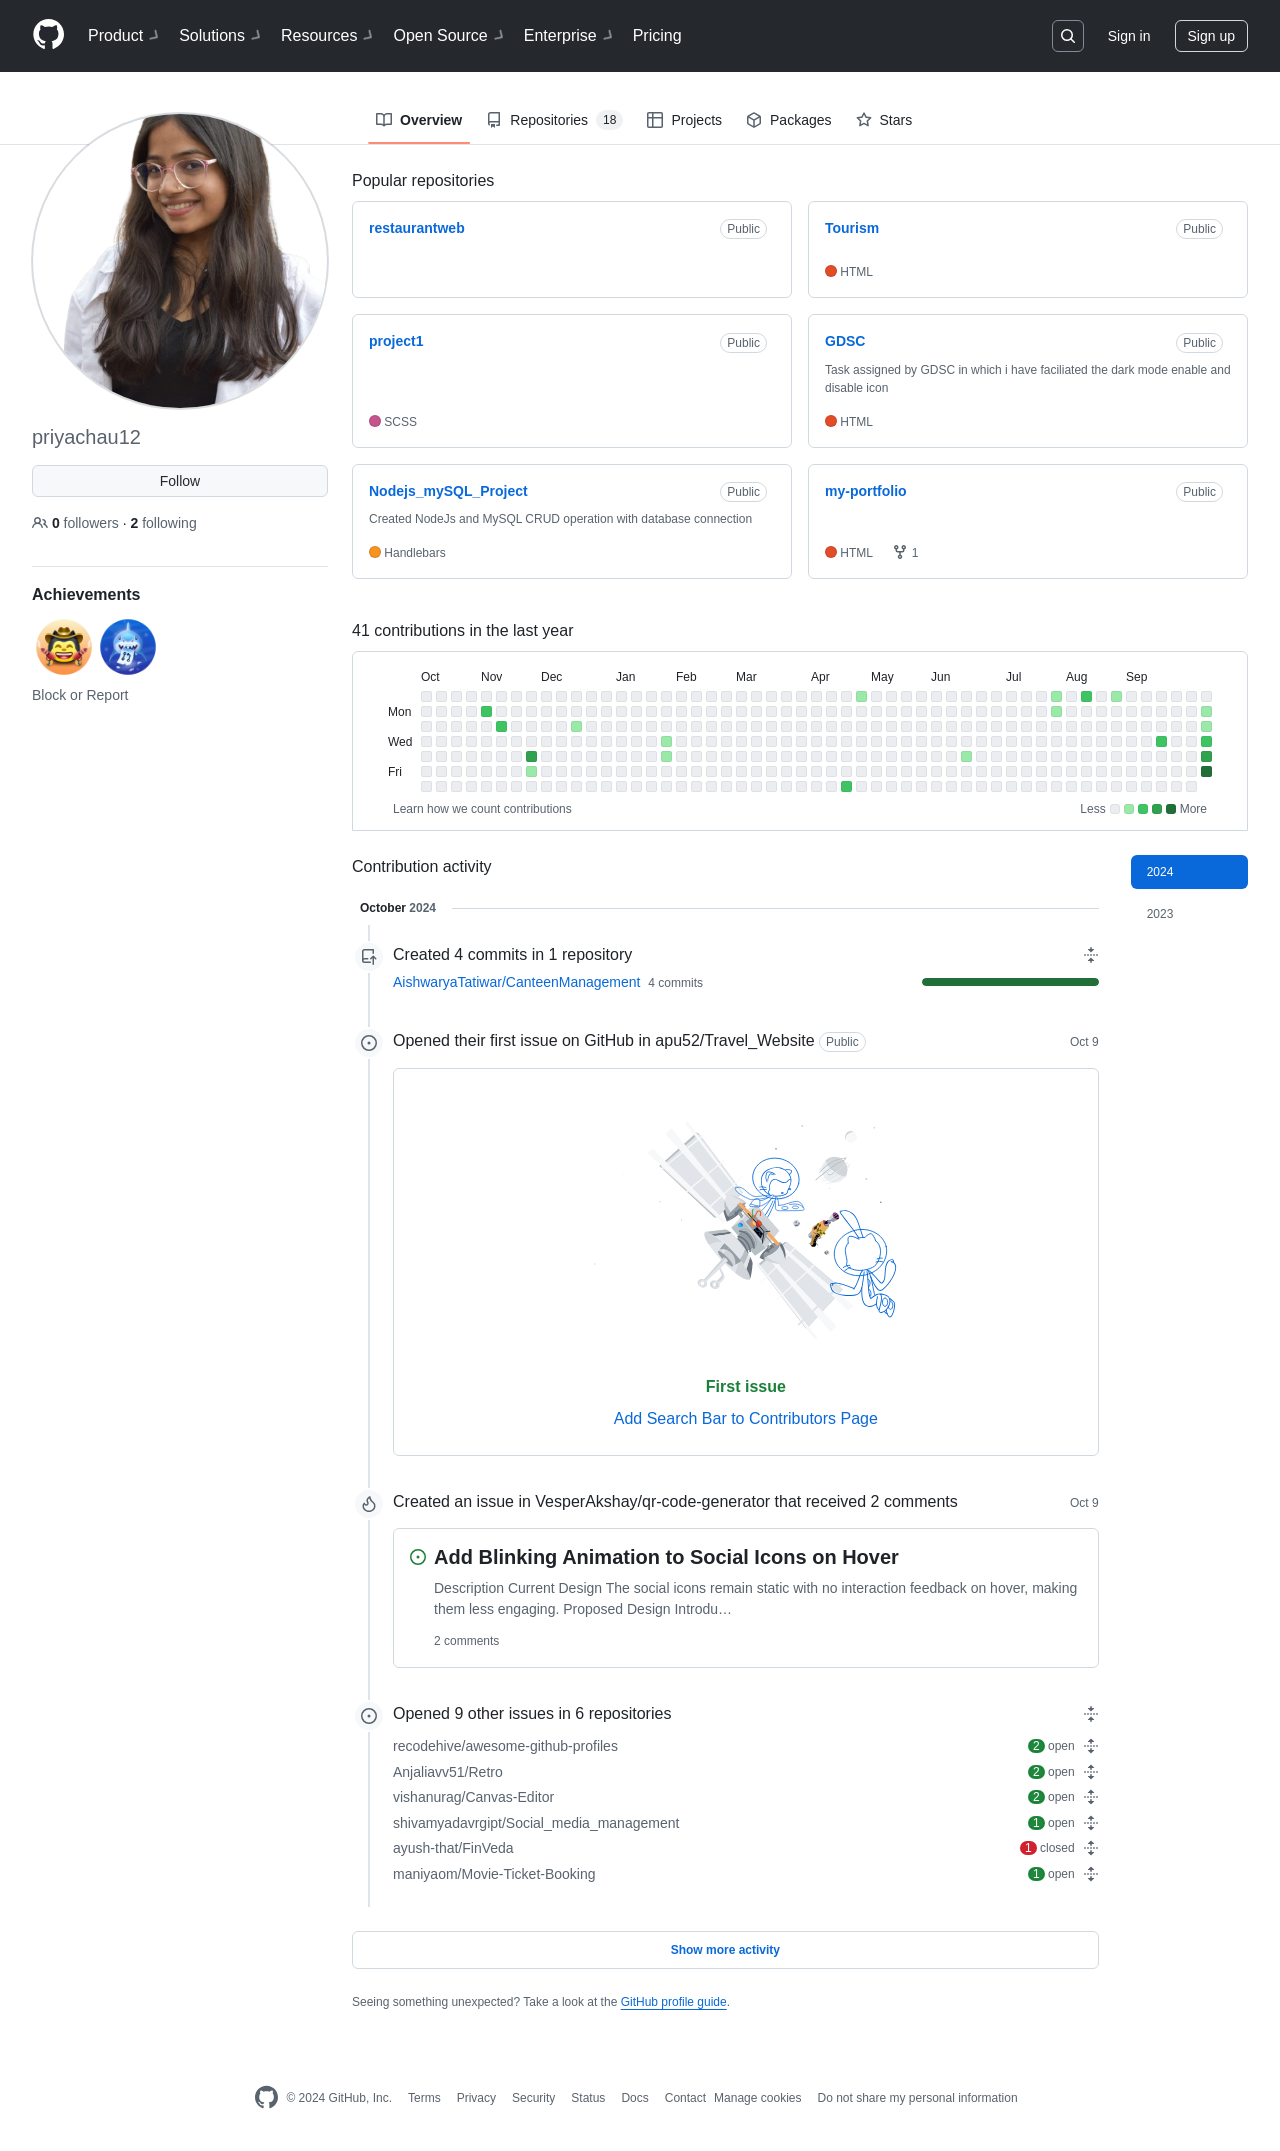 Product Solutions Resources Open Source Enterprise Pricing Sign in Sign up
Overview Repositories 18 Projects Packages Stars
priyachau12
Follow
0 followers · 2 following
Achievements
Block or Report
Popular repositories
restaurantweb Public
Tourism Public
HTML
project1 Public
SCSS
GDSC Public
Task assigned by GDSC in which i have faciliated the dark mode enable and
disable icon
HTML
Nodejs_mySQL_Project Public
Created NodeJs and MySQL CRUD operation with database connection
Handlebars
my-portfolio Public
HTML 1
41 contributions in the last year
Oct Nov Dec Jan Feb Mar Apr May Jun Jul Aug Sep
Mon
Wed
Fri
Learn how we count contributions Less More
Contribution activity
2024
2023
October 2024
Created 4 commits in 1 repository
AishwaryaTatiwar/CanteenManagement 4 commits
Opened their first issue on GitHub in apu52/Travel_Website Public Oct 9
First issue
Add Search Bar to Contributors Page
Created an issue in VesperAkshay/qr-code-generator that received 2 comments Oct 9
Add Blinking Animation to Social Icons on Hover
Description Current Design The social icons remain static with no interaction feedback on hover, making
them less engaging. Proposed Design Introdu…
2 comments
Opened 9 other issues in 6 repositories
recodehive/awesome-github-profiles 2 open
Anjaliavv51/Retro 2 open
vishanurag/Canvas-Editor 2 open
shivamyadavrgipt/Social_media_management 1 open
ayush-that/FinVeda 1 closed
maniyaom/Movie-Ticket-Booking 1 open
Show more activity
Seeing something unexpected? Take a look at the GitHub profile guide.
© 2024 GitHub, Inc. Terms Privacy Security Status Docs Contact Manage cookies Do not share my personal information